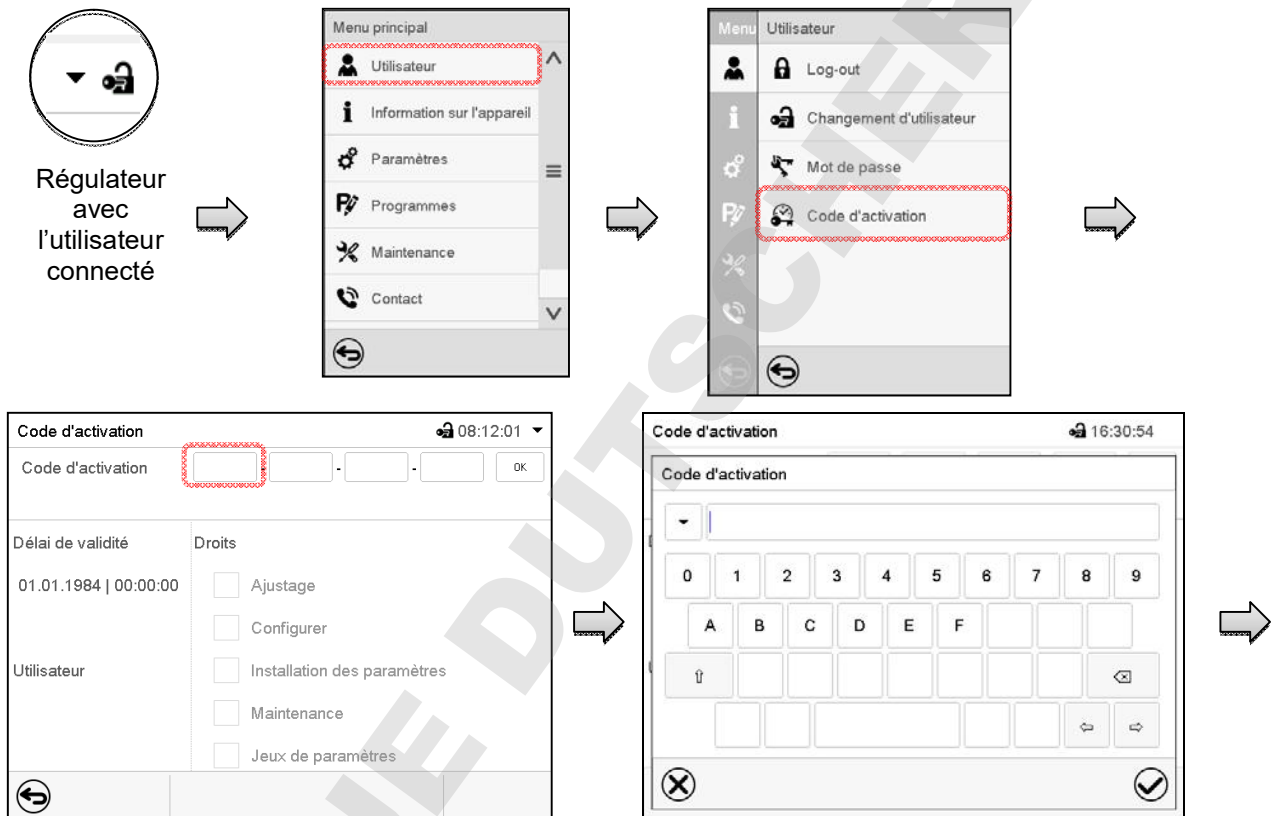 Régulateur
avec
l’utilisateur
connecté
Menu principal
Utilisateur
Information sur l'appareil
Paramètres
Programmes
Maintenance
Contact
Menu
Utilisateur
Log-out
Changement d'utilisateur
Mot de passe
Code d'activation
Code d'activation 08:12:01
Code d'activation - - - OK
Délai de validité Droits
01.01.1984 | 00:00:00 Ajustage
Configurer
Utilisateur Installation des paramètres
Maintenance
Jeux de paramètres
Code d'activation 16:30:54
Code d'activation
0 1 2 3 4 5 6 7 8 9
A B C D E F